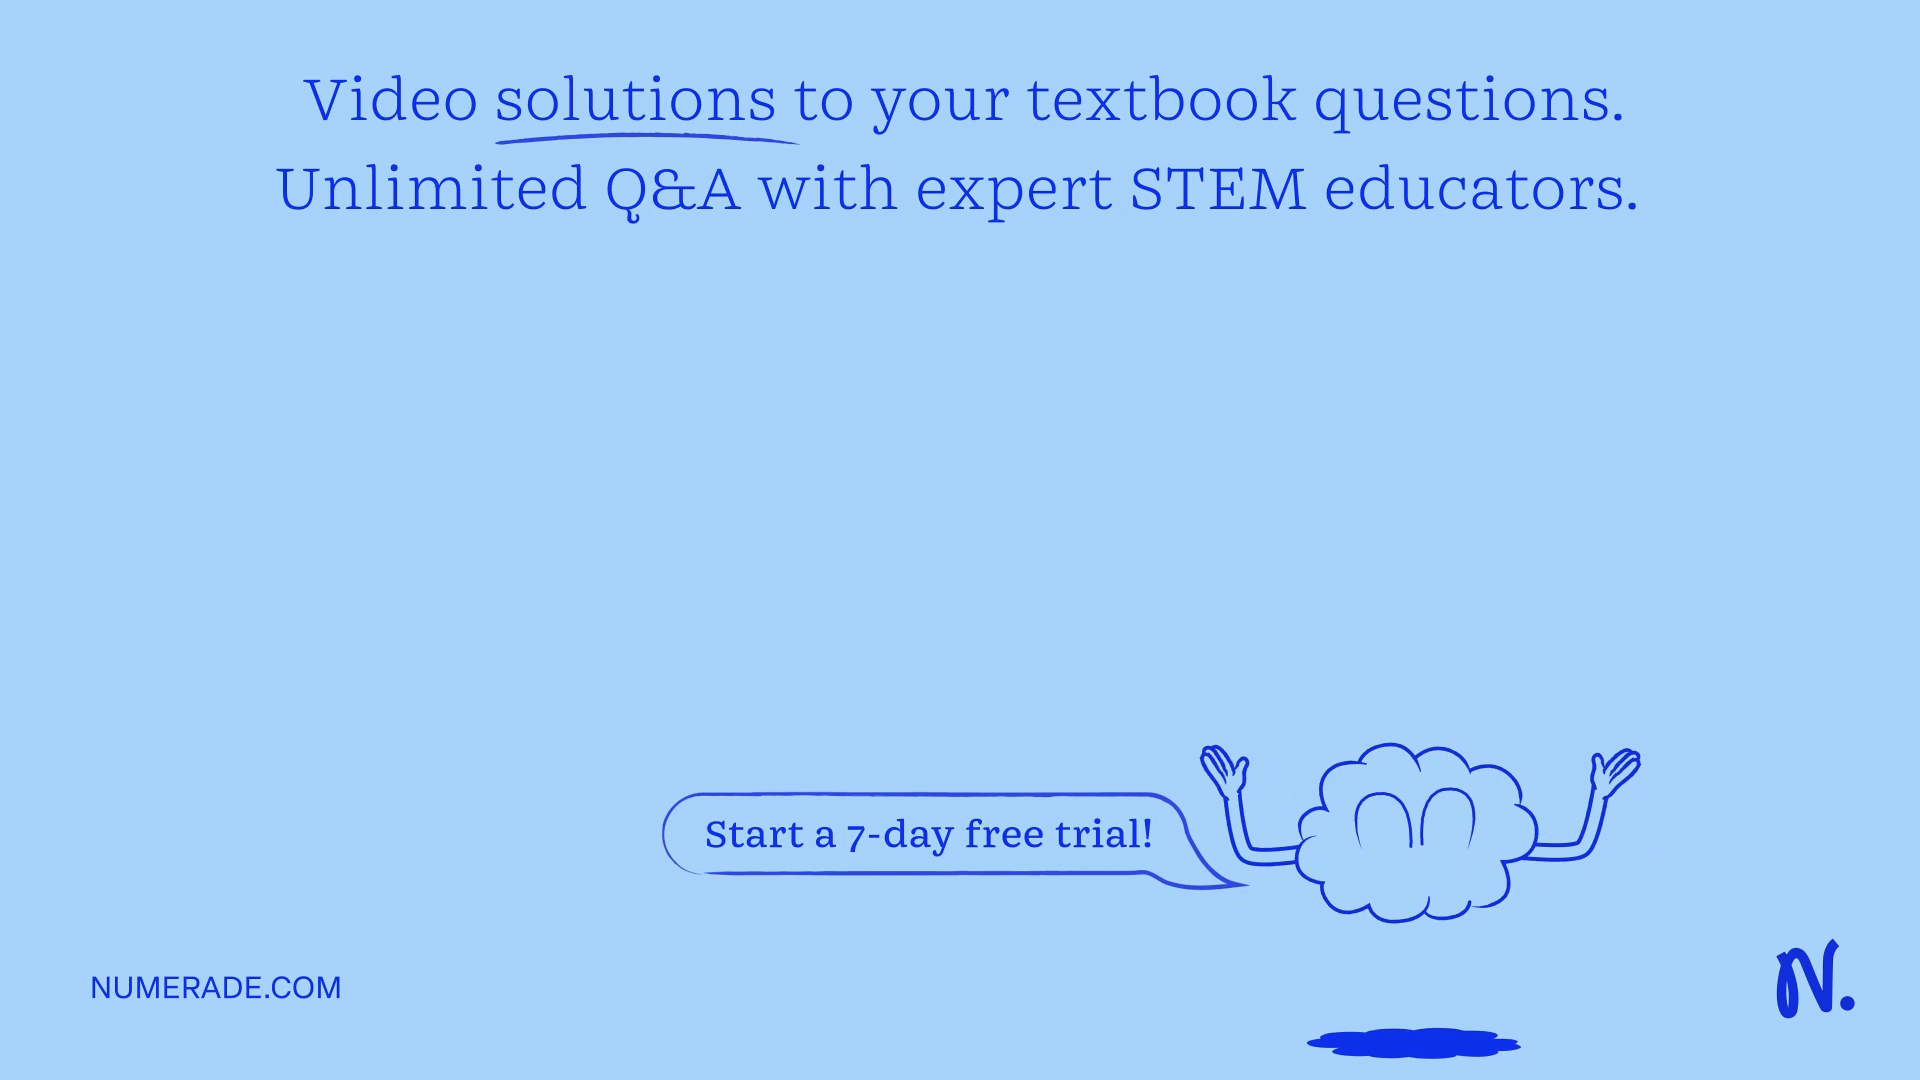 Video solutions to your textbook questions.
Unlimited Q&A with expert STEM educators.
Start a 7-day free trial!
NUMERADE.COM
N.